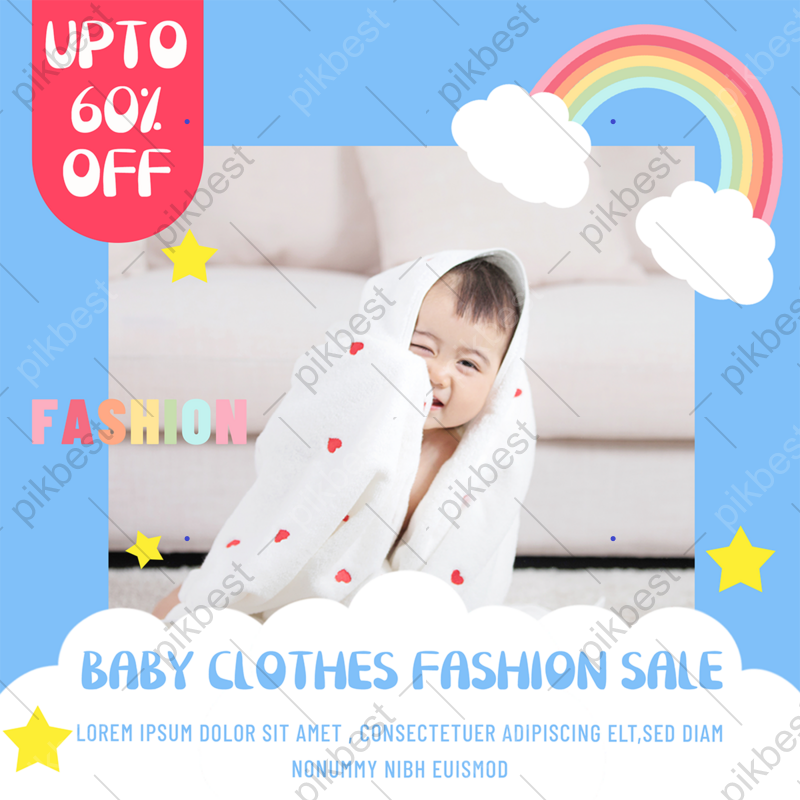 UPTO
60%
OFF
FASHION
BABY CLOTHES FASHION SALE
LOREM IPSUM DOLOR SIT AMET , CONSECTETUER ADIPISCING ELT,SED DIAM
NONUMMY NIBH EUISMOD
pikbest